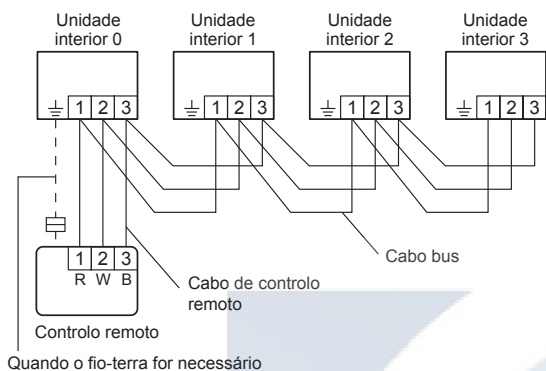 Unidade interior 0
Unidade interior 1
Unidade interior 2
Unidade interior 3
1 2 3
1 2 3
1 2 3
1 2 3
Cabo bus
1 2 3
R W B
Cabo de controlo
remoto
Controlo remoto
Quando o fio-terra for necessário